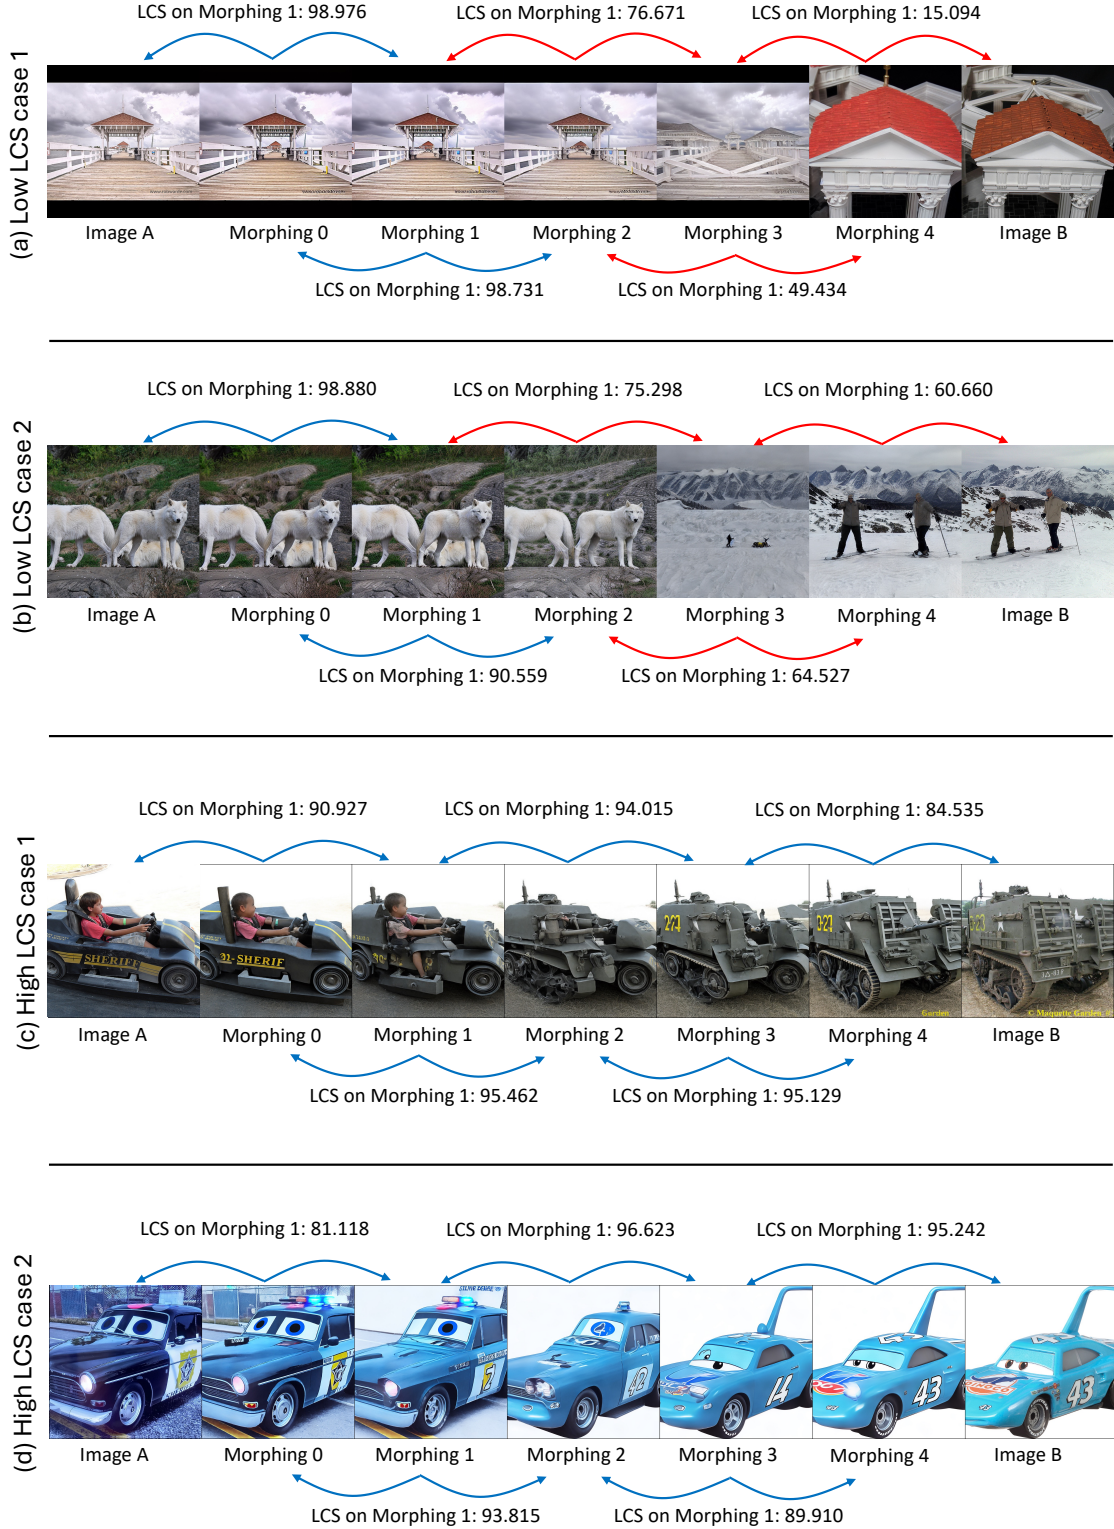 (a) Low LCS case 1
LCS on Morphing 1: 98.976
LCS on Morphing 1: 76.671
LCS on Morphing 1: 15.094
Image A
Morphing 0
Morphing 1
Morphing 2
Morphing 3
Morphing 4
Image B
LCS on Morphing 1: 98.731
LCS on Morphing 1: 49.434
(b) Low LCS case 2
LCS on Morphing 1: 98.880
LCS on Morphing 1: 75.298
LCS on Morphing 1: 60.660
Image A
Morphing 0
Morphing 1
Morphing 2
Morphing 3
Morphing 4
Image B
LCS on Morphing 1: 90.559
LCS on Morphing 1: 64.527
(c) High LCS case 1
LCS on Morphing 1: 90.927
LCS on Morphing 1: 94.015
LCS on Morphing 1: 84.535
SHERIFF
31- SHERIF
Garden
© Maquetig Garden
Image A
Morphing 0
Morphing 1
Morphing 2
Morphing 3
Morphing 4
Image B
LCS on Morphing 1: 95.462
LCS on Morphing 1: 95.129
(d) High LCS case 2
LCS on Morphing 1: 81.118
LCS on Morphing 1: 96.623
LCS on Morphing 1: 95.242
42
43
43
Image A
Morphing 0
Morphing 1
Morphing 2
Morphing 3
Morphing 4
Image B
LCS on Morphing 1: 93.815
LCS on Morphing 1: 89.910